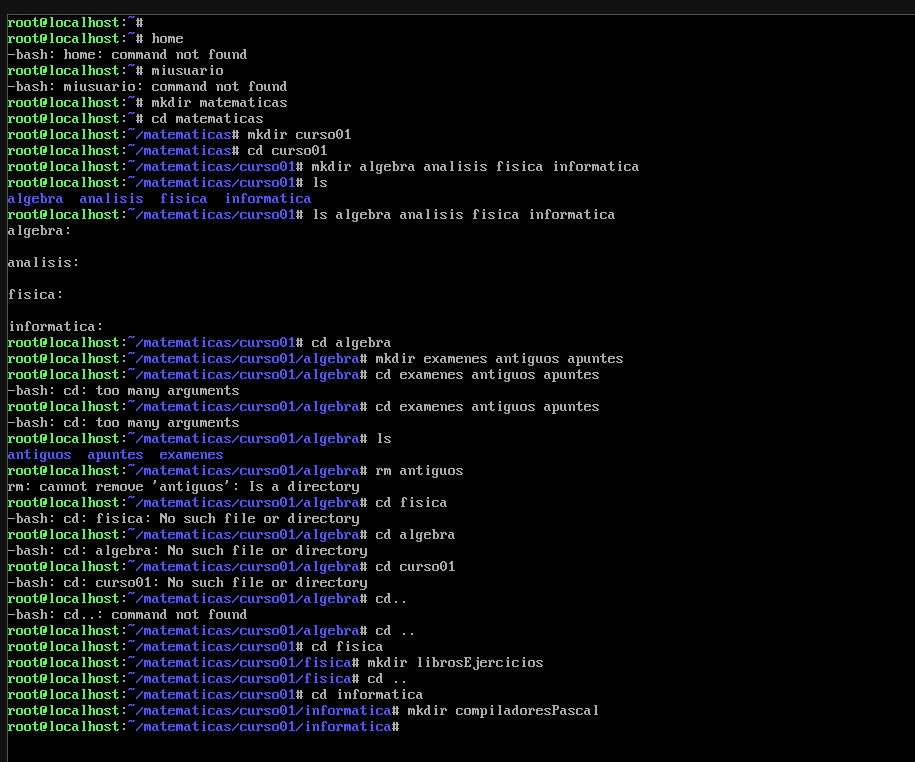 root@localhost:~#
root@localhost:~# home
-bash: home: command not found
root@localhost:~# miusuario
-bash: miusuario: command not found
root@localhost:~# mkdir matematicas
root@localhost:~# cd matematicas
root@localhost:~/matematicas# mkdir curso01
root@localhost:~/matematicas# cd curso01
root@localhost:~/matematicas/curso01# mkdir algebra analisis fisica informatica
root@localhost:~/matematicas/curso01# ls
algebra  analisis  fisica  informatica
root@localhost:~/matematicas/curso01# ls algebra analisis fisica informatica
algebra:
analisis:
fisica:
informatica:
root@localhost:~/matematicas/curso01# cd algebra
root@localhost:~/matematicas/curso01/algebra# mkdir examenes antiguos apuntes
root@localhost:~/matematicas/curso01/algebra# cd examenes antiguos apuntes
-bash: cd: too many arguments
root@localhost:~/matematicas/curso01/algebra# cd examenes antiguos apuntes
-bash: cd: too many arguments
root@localhost:~/matematicas/curso01/algebra# ls
antiguos  apuntes  examenes
root@localhost:~/matematicas/curso01/algebra# rm antiguos
rm: cannot remove 'antiguos': Is a directory
root@localhost:~/matematicas/curso01/algebra# cd fisica
-bash: cd: fisica: No such file or directory
root@localhost:~/matematicas/curso01/algebra# cd algebra
-bash: cd: algebra: No such file or directory
root@localhost:~/matematicas/curso01/algebra# cd curso01
-bash: cd: curso01: No such file or directory
root@localhost:~/matematicas/curso01/algebra# cd..
-bash: cd..: command not found
root@localhost:~/matematicas/curso01/algebra# cd ..
root@localhost:~/matematicas/curso01# cd fisica
root@localhost:~/matematicas/curso01/fisica# mkdir librosEjercicios
root@localhost:~/matematicas/curso01/fisica# cd ..
root@localhost:~/matematicas/curso01# cd informatica
root@localhost:~/matematicas/curso01/informatica# mkdir compiladoresPascal
root@localhost:~/matematicas/curso01/informatica#